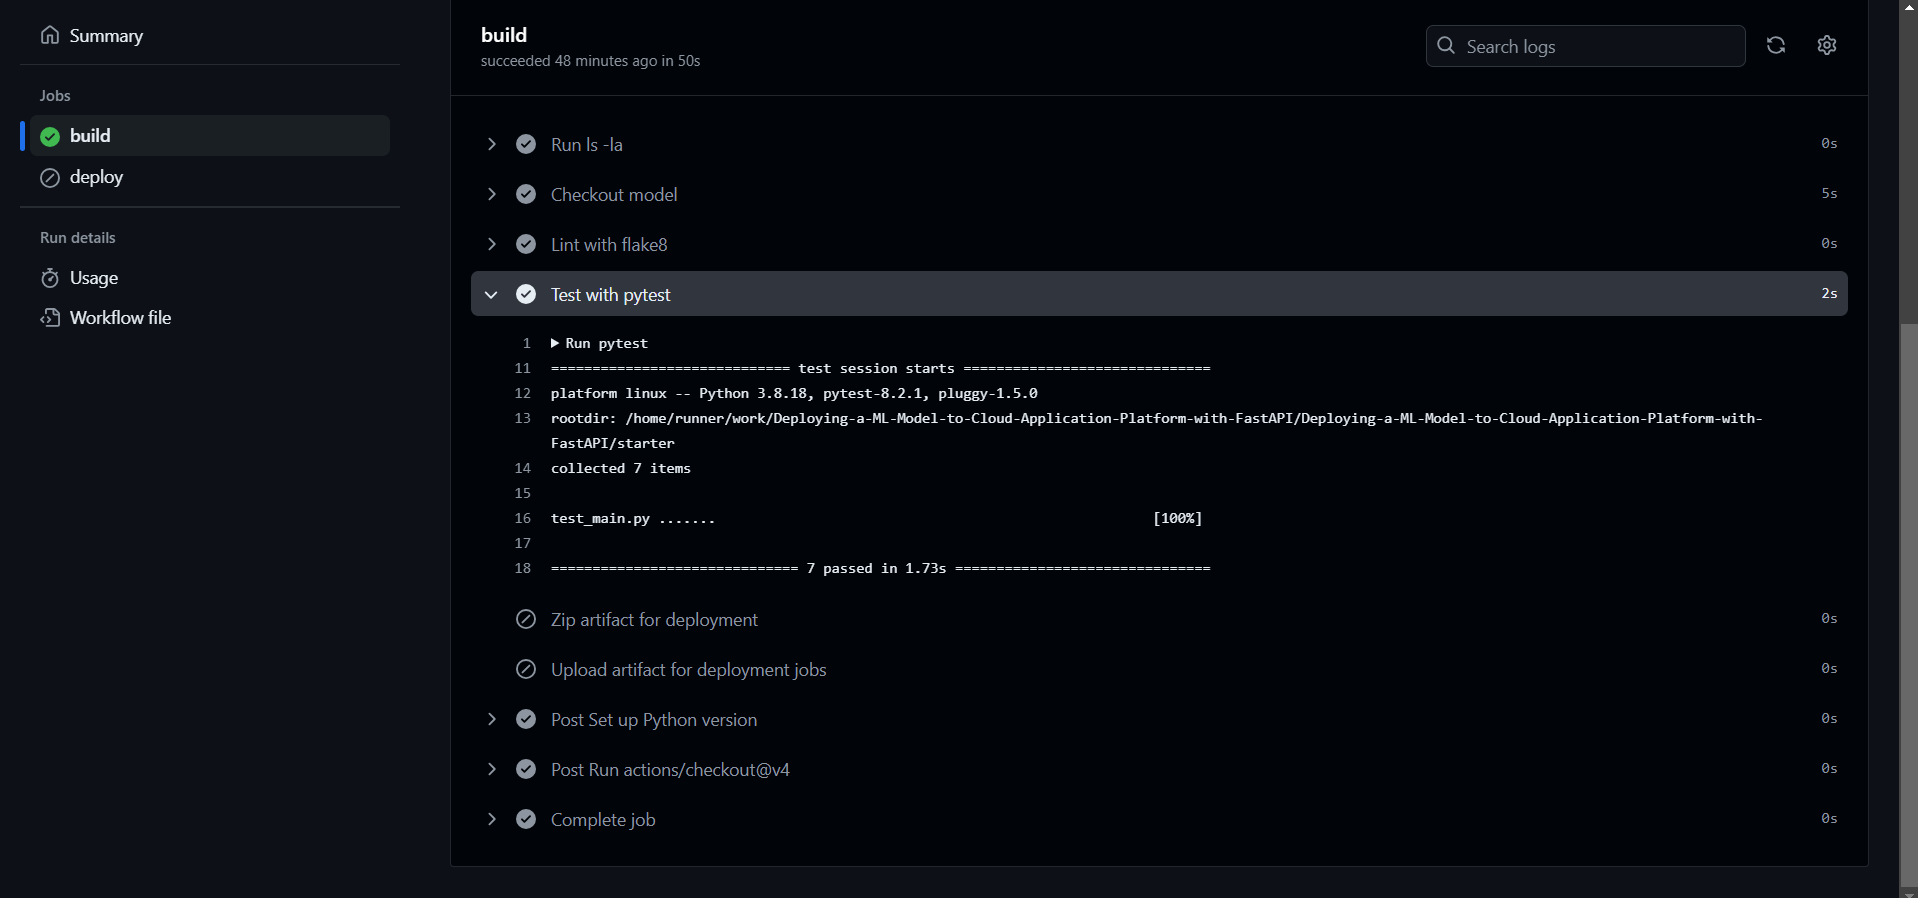 Summary
Jobs
build
deploy
Run details
Usage
Workflow file
build
succeeded 48 minutes ago in 50s
Search logs
Run ls -la 0s
Checkout model 5s
Lint with flake8 0s
Test with pytest 2s
1 Run pytest
11 ============================= test session starts ==============================
12 platform linux -- Python 3.8.18, pytest-8.2.1, pluggy-1.5.0
13 rootdir: /home/runner/work/Deploying-a-ML-Model-to-Cloud-Application-Platform-with-FastAPI/Deploying-a-ML-Model-to-Cloud-Application-Platform-with-
FastAPI/starter
14 collected 7 items
15
16 test_main.py ....... [100%]
17
18 ============================== 7 passed in 1.73s ===============================
Zip artifact for deployment 0s
Upload artifact for deployment jobs 0s
Post Set up Python version 0s
Post Run actions/checkout@v4 0s
Complete job 0s